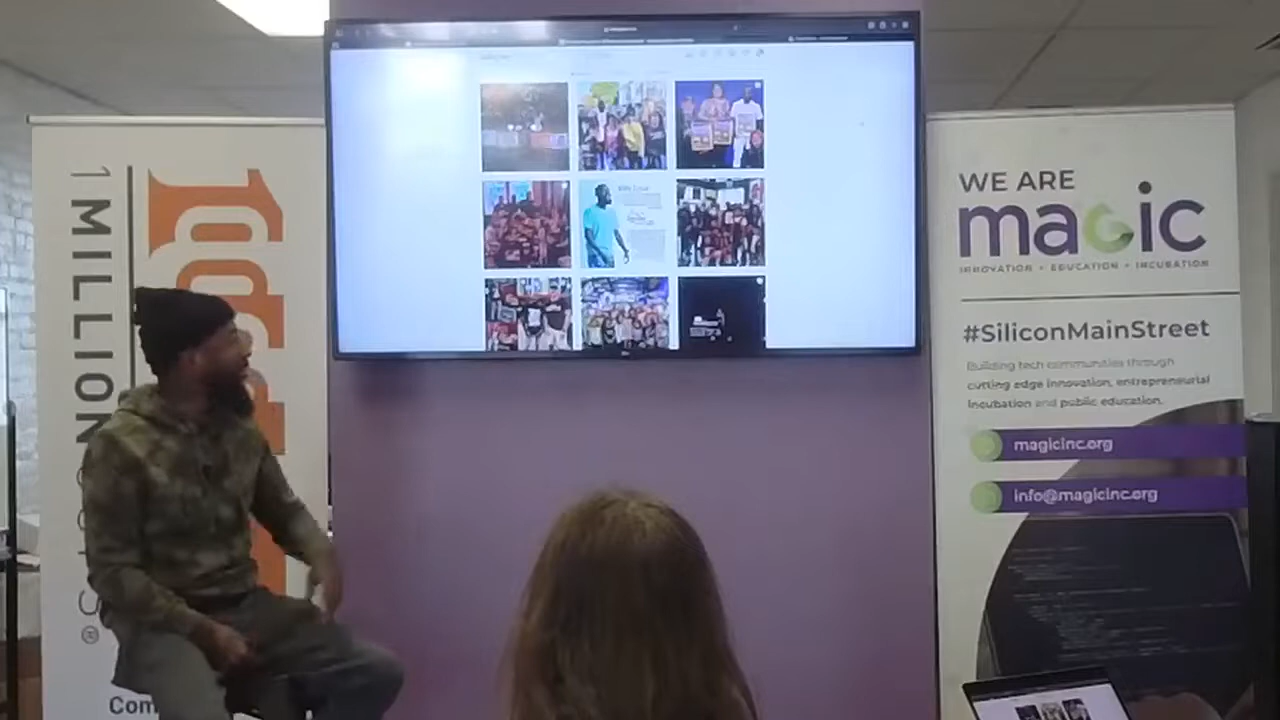 1 MILLION
Com
WE ARE
magic
INNOVATION • EDUCATION • INCUBATION
#SiliconMainStreet
Building tech communities through
cutting edge innovation, entrepreneurial
incubation and public education.
magicinc.org
info@magicinc.org